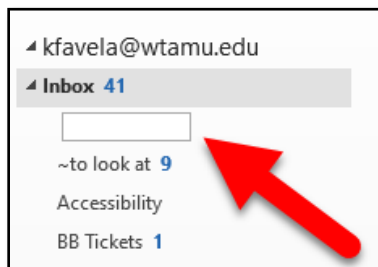 kfavela@wtamu.edu
Inbox 41
~to look at 9
Accessibility
BB Tickets 1